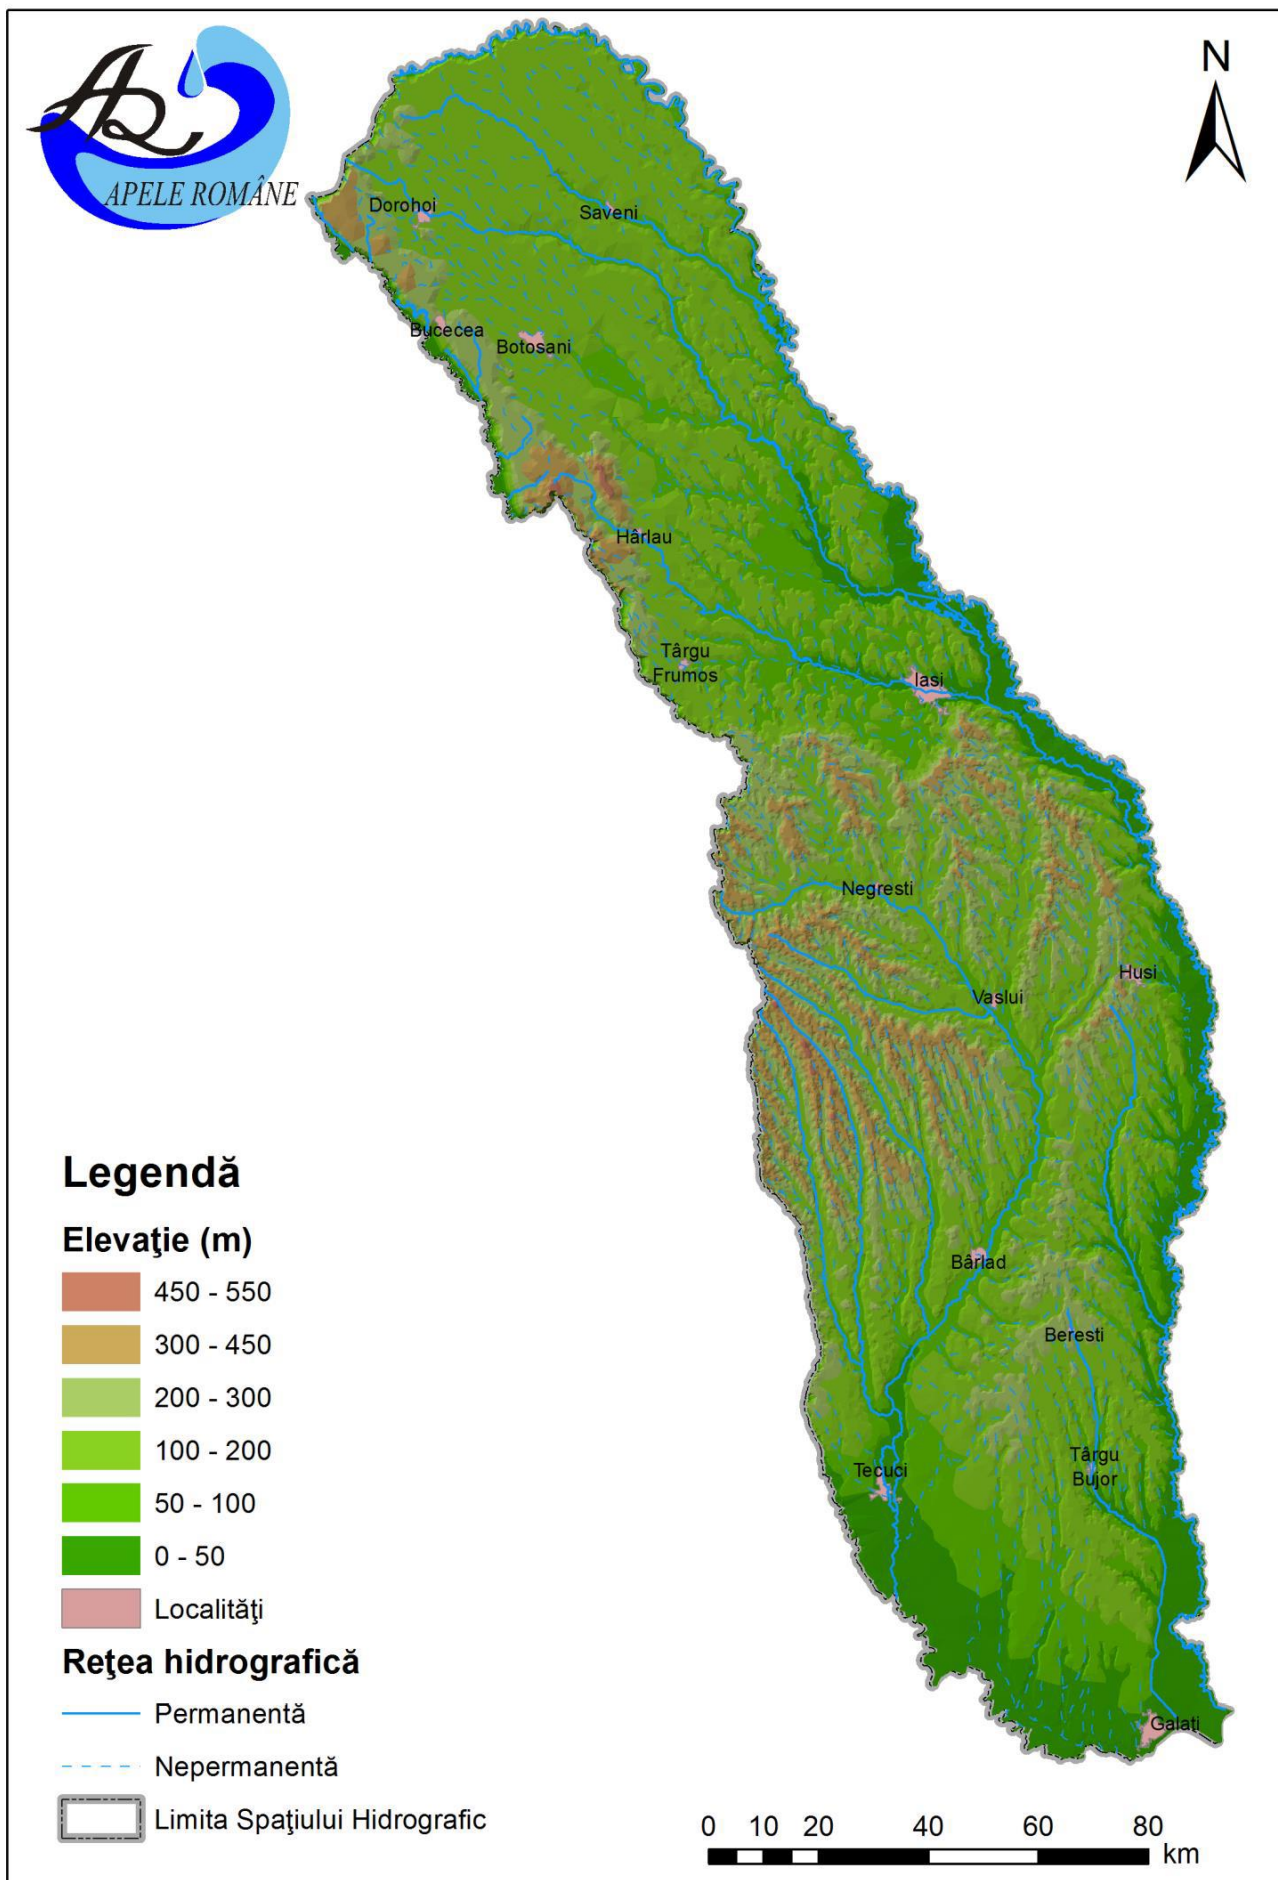 APELE ROMÂNE
N
Dorohoi
Saveni
Bucecea
Botosani
Hârlau
Târgu
Frumos
Iasi
Negresti
Husi
Vaslui
Bârlad
Beresti
Târgu
Bujor
Tecuci
Galaţi
Legendă
Elevaţie (m)
450 - 550
300 - 450
200 - 300
100 - 200
50 - 100
0 - 50
Localităţi
Reţea hidrografică
Permanentă
Nepermanentă
Limita Spaţiului Hidrografic
0 10 20 40 60 80
km